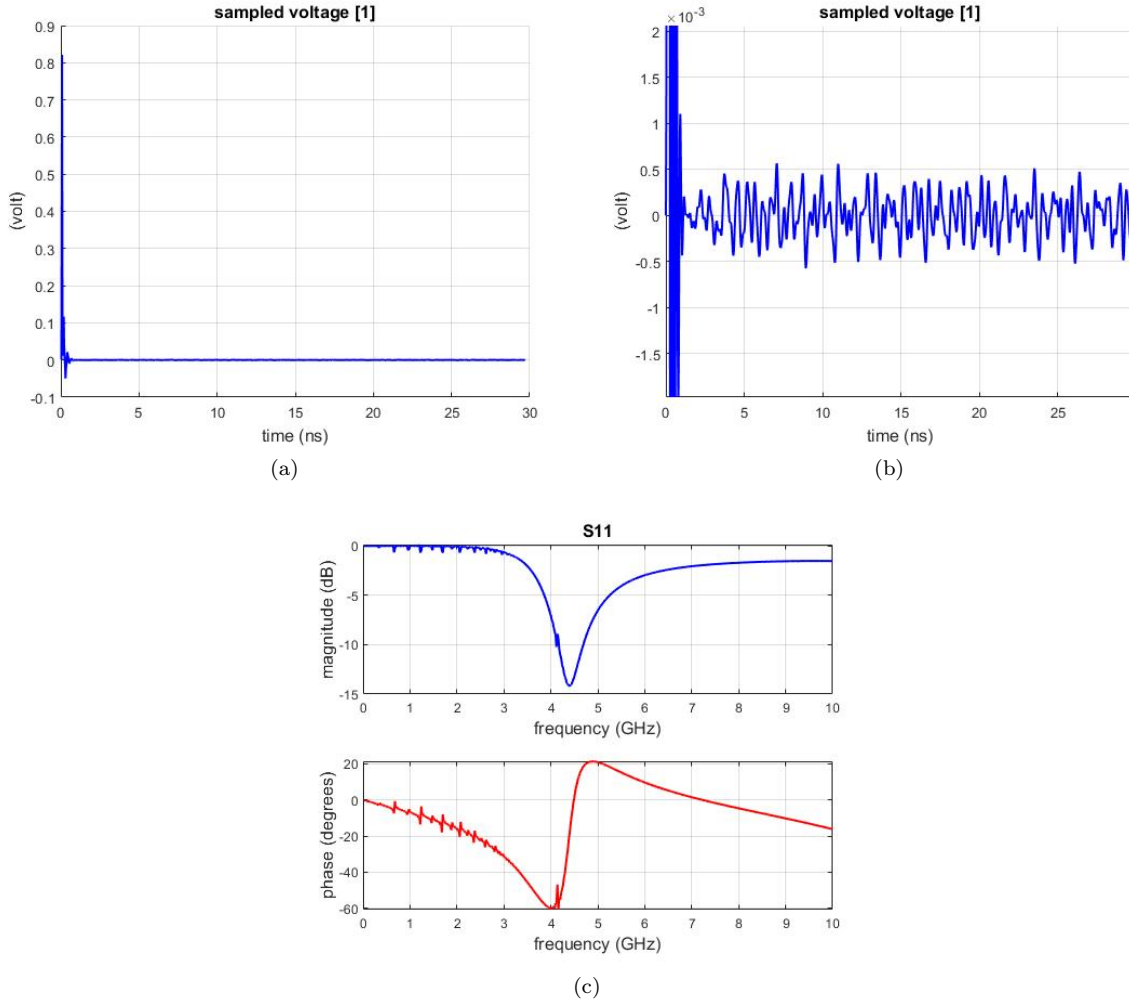 sampled voltage [1]
0.9
0.8
0.7
0.6
0.5
0.4
0.3
0.2
0.1
0
-0.1
(volt)
0 5 10 15 20 25 30
time (ns)
(a)
sampled voltage [1]
×10⁻³
2
1.5
1
0.5
0
-0.5
-1
-1.5
(volt)
0 5 10 15 20 25
time (ns)
(b)
S11
0
-5
-10
-15
magnitude (dB)
0 1 2 3 4 5 6 7 8 9 10
frequency (GHz)
20
0
-20
-40
-60
phase (degrees)
0 1 2 3 4 5 6 7 8 9 10
frequency (GHz)
(c)